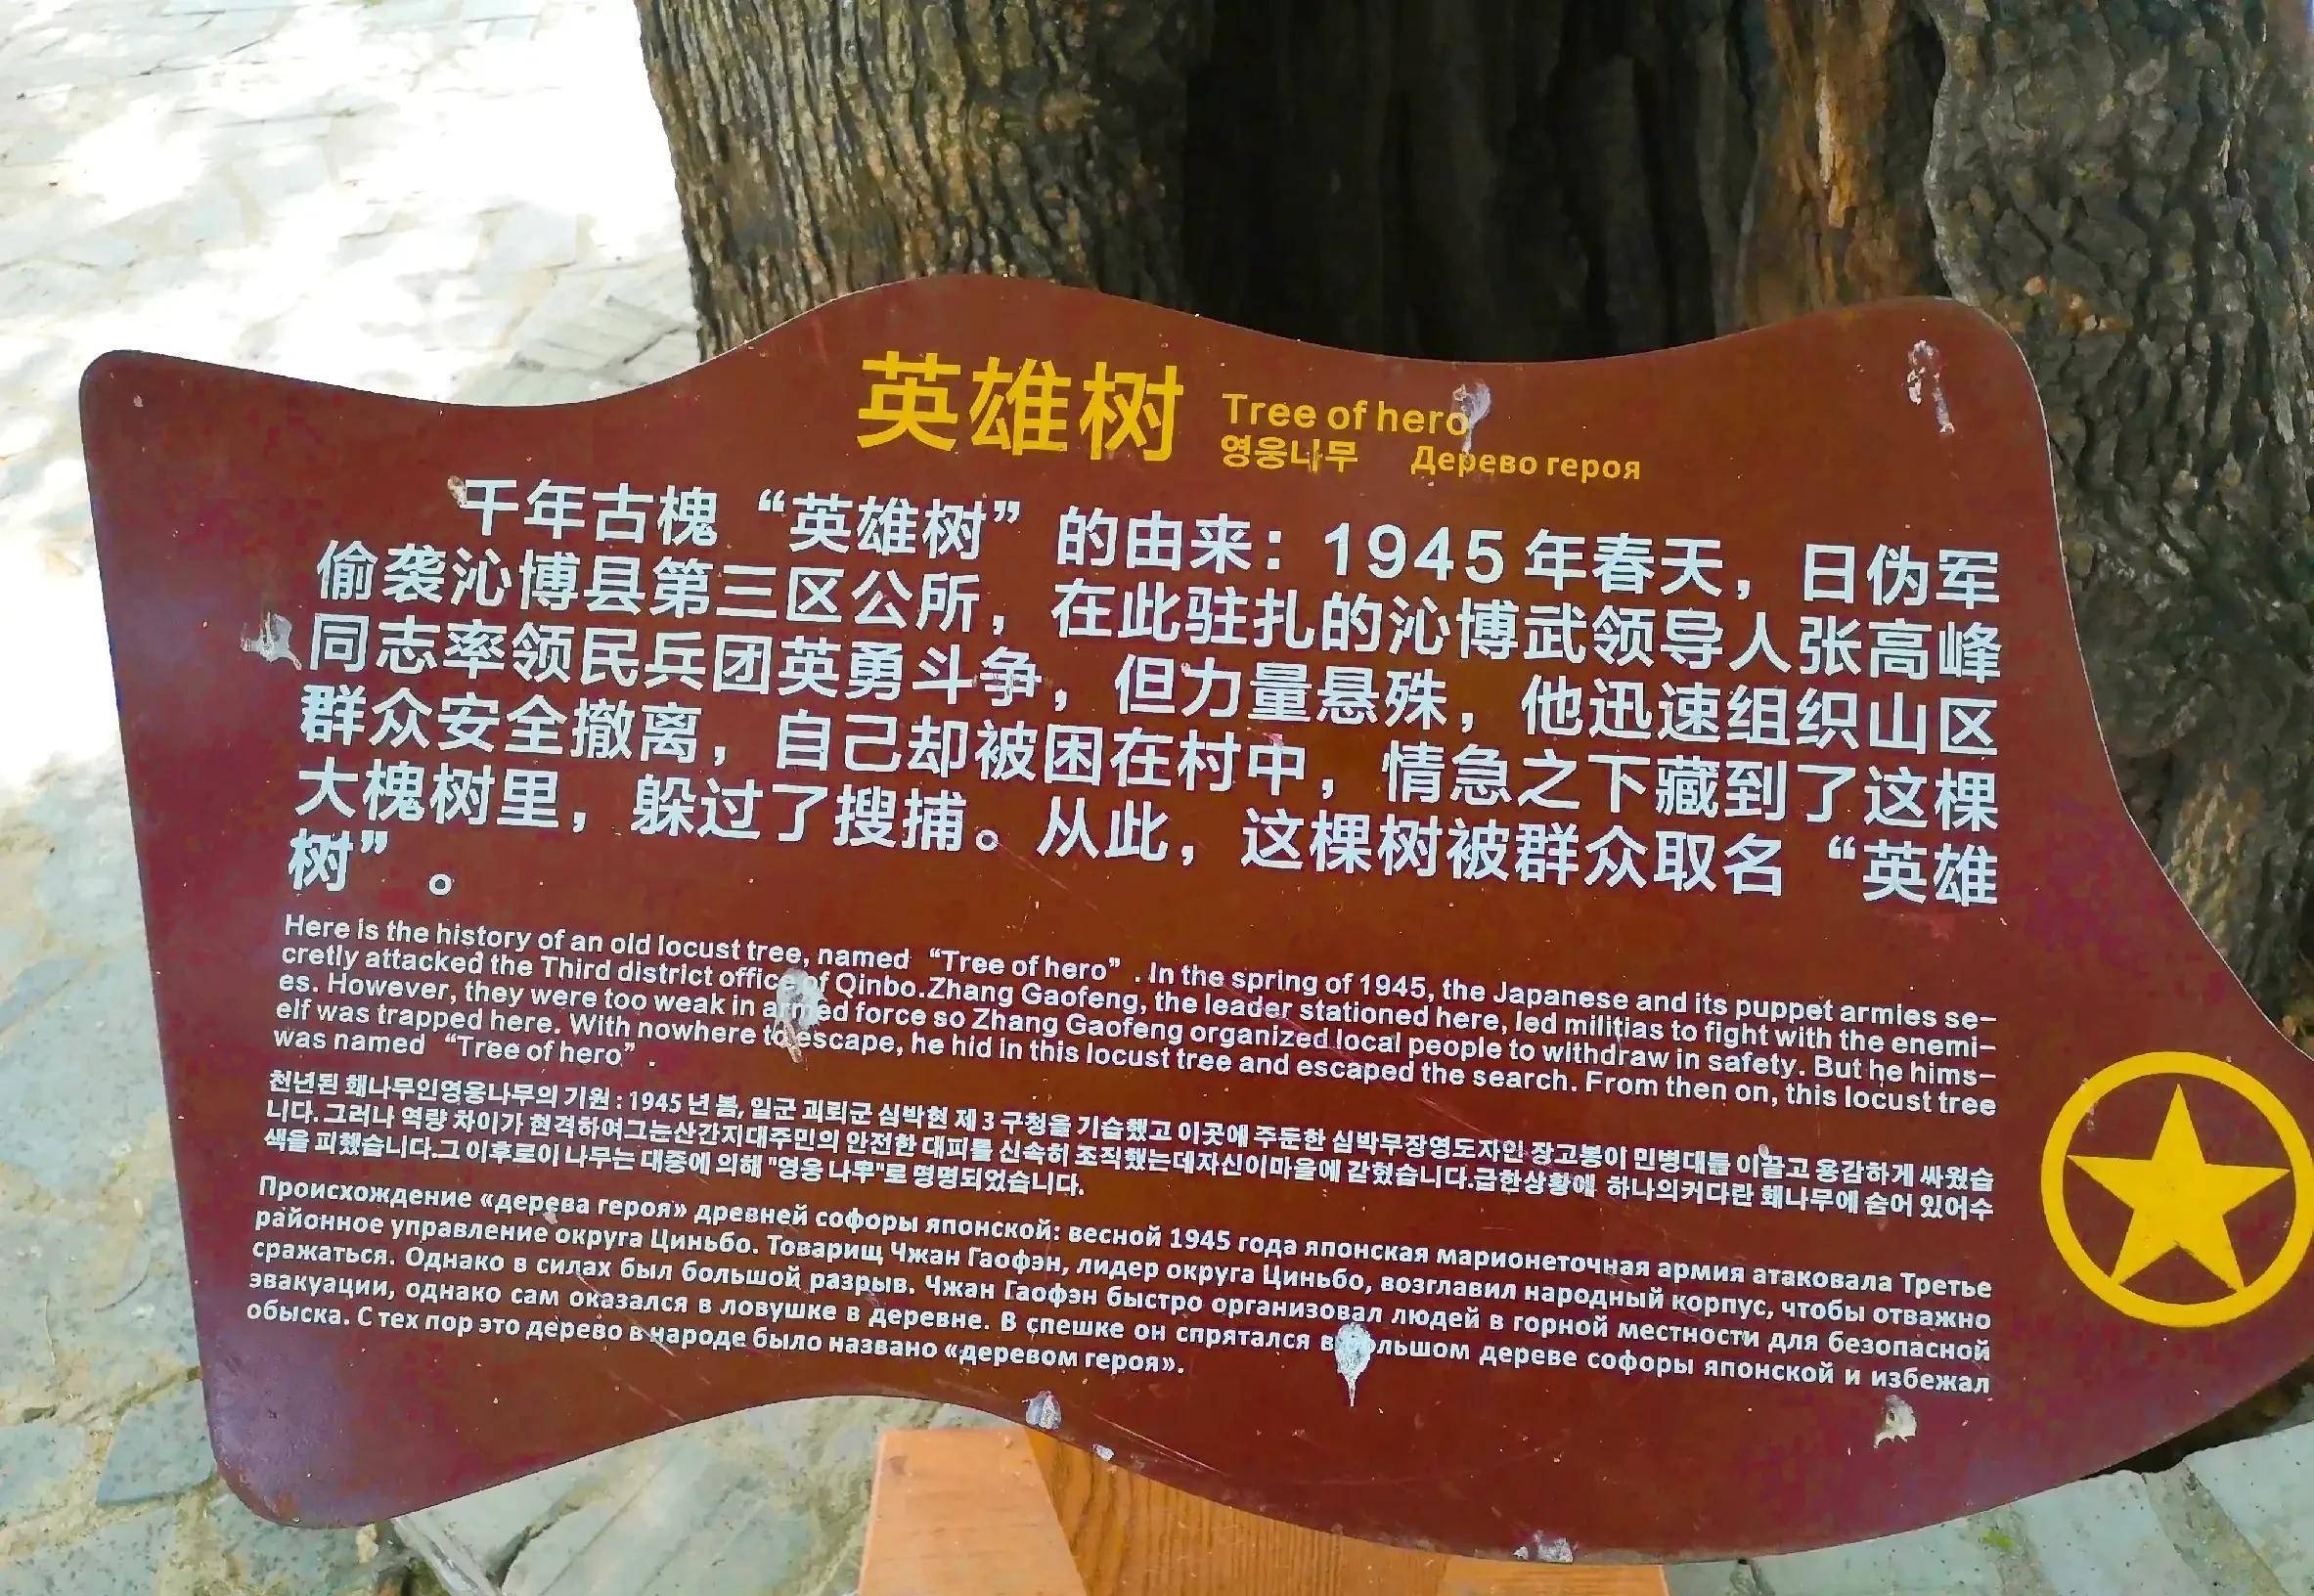 英雄树
Tree of hero
영웅나무 Дерево героя
千年古槐“英雄树”的由来：1945年春天，日伪军
偷袭沁博县第三区公所，在此驻扎的沁博武领导人张高峰
同志率领民兵团英勇斗争，但力量悬殊，他迅速组织山区
群众安全撤离，自己却被困在村中，情急之下藏到了这棵
大槐树里，躲过了搜捕。从此，这棵树被群众取名“英雄
树”。
Here is the history of an old locust tree, named “Tree of hero”. In the spring of 1945, the Japanese and its puppet armies se-
cretly attacked the Third district office of Qinbo.Zhang Gaofeng, the leader stationed here, led militias to fight with the enemi-
es. However, they were too weak in armed force so Zhang Gaofeng organized local people to withdraw in safety. But he hims-
elf was trapped here. With nowhere to escape, he hid in this locust tree and escaped the search. From then on, this locust tree
was named “Tree of hero”.
천년된 홰나무인영웅나무의 기원 : 1945 년 봄, 일군 괴뢰군 심박현 제 3 구청을 기습했고 이곳에 주둔한 심박무장영도자인 장고봉이 민병대를 이끌고 용감하게 싸웠습
니다. 그러나 역량 차이가 현격하여그는산간지대주민의 안전한 대피를 신속히 조직했는데자신이마을에 갇혔습니다.급한상황에 하나의커다란 홰나무에 숨어 있어수
색을 피했습니다.그 이후로이 나무는 대중에 의해 "영웅 나무"로 명명되었습니다.
Происхождение «дерева героя» древней софоры японской: весной 1945 года японская марионеточная армия атаковала Третье
районное управление округа Циньбо. Товарищ Чжан Гаофэн, лидер округа Циньбо, возглавил народный корпус, чтобы отважно
сражаться. Однако в силах был большой разрыв. Чжан Гаофэн быстро организовал людей в горной местности для безопасной
эвакуации, однако сам оказался в ловушке в деревне. В спешке он спрятался в большом дереве софоры японской и избежал
обыска. С тех пор это дерево в народе было названо «деревом героя».